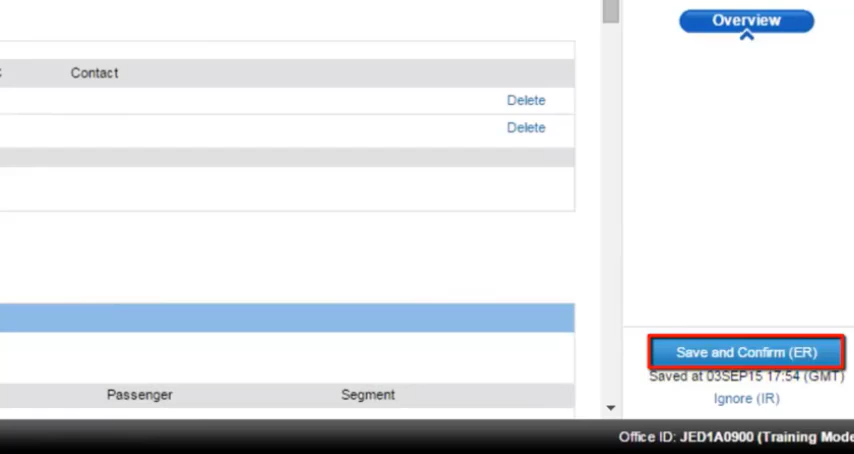 Overview
Contact
Delete
Delete
Save and Confirm (ER)
Saved at 03SEP15 17:54 (GMT)
Ignore (IR)
Passenger Segment
Office ID: JED1A0900 (Training Mode